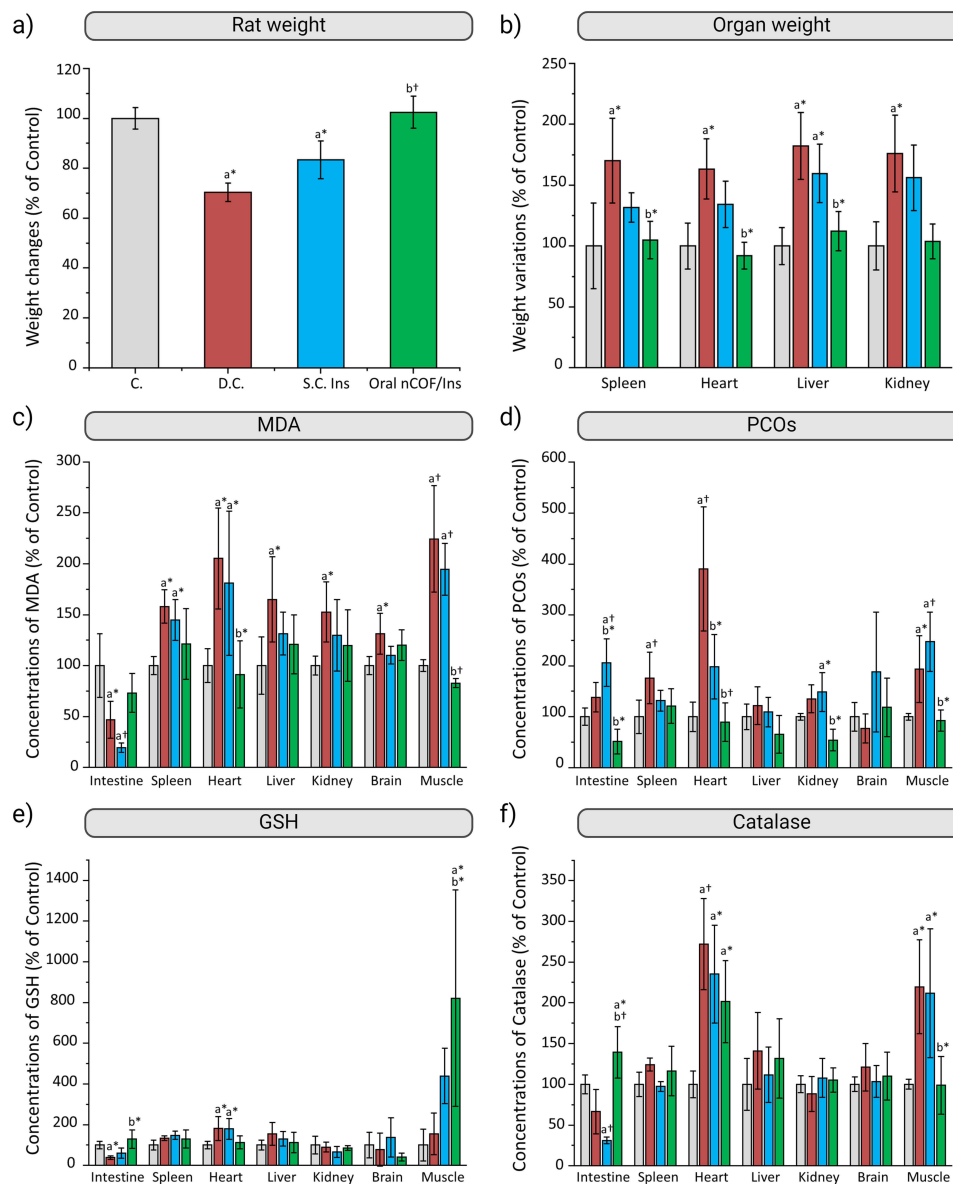 a)
Rat weight
Weight changes (% of Control)
120
100
80
60
40
20
0
a*
a*
b†
C.
D.C.
S.C. Ins
Oral nCOF/Ins
b)
Organ weight
Weight variations (% of Control)
250
200
150
100
50
0
a*
b*
a*
b*
a*
a*
b*
a*
Spleen
Heart
Liver
Kidney
c)
MDA
Concentrations of MDA (% of Control)
300
250
200
150
100
50
0
a*
a†
a*
a*
a*
a*
b*
a*
a*
a*
a†
a†
b†
Intestine
Spleen
Heart
Liver
Kidney
Brain
Muscle
d)
PCOs
Concentrations of PCOs (% of Control)
600
500
400
300
200
100
0
a†
b*
b*
a†
a†
b*
b†
a*
b*
a*
a†
b*
Intestine
Spleen
Heart
Liver
Kidney
Brain
Muscle
e)
GSH
Concentrations of GSH (% of Control)
1400
1200
1000
800
600
400
200
100
0
a*
b*
a*
a*
a*
b*
Intestine
Spleen
Heart
Liver
Kidney
Brain
Muscle
f)
Catalase
Concentrations of Catalase (% of Control)
350
300
250
200
150
100
50
0
a†
a*
b†
a†
a*
a*
a*
a*
b*
Intestine
Spleen
Heart
Liver
Kidney
Brain
Muscle